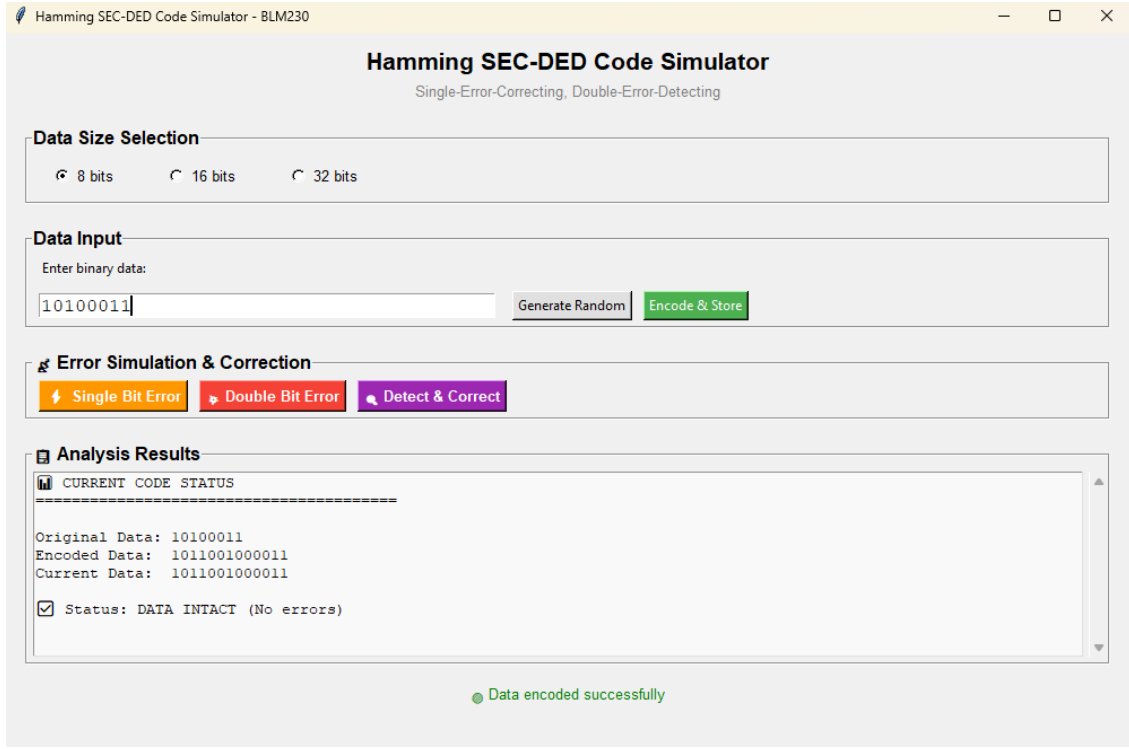 Hamming SEC-DED Code Simulator - BLM230
Hamming SEC-DED Code Simulator
Single-Error-Correcting, Double-Error-Detecting
Data Size Selection
8 bits 16 bits 32 bits
Data Input
Enter binary data:
10100011 Generate Random Encode & Store
Error Simulation & Correction
Single Bit Error Double Bit Error Detect & Correct
Analysis Results
CURRENT CODE STATUS
========================================
Original Data: 10100011
Encoded Data: 1011001000011
Current Data: 1011001000011
Status: DATA INTACT (No errors)
Data encoded successfully